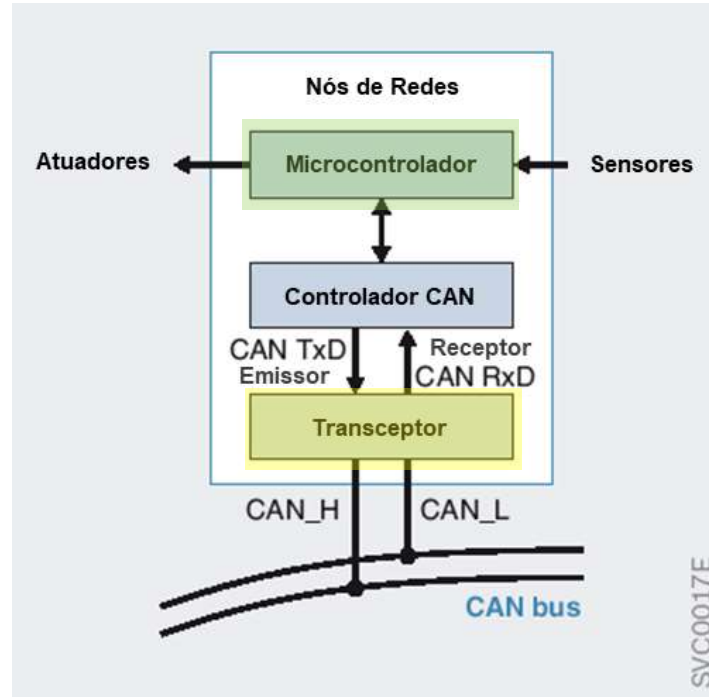 Nós de Redes
Atuadores
Microcontrolador
Sensores
Controlador CAN
CAN TxD
Receptor
Emissor
CAN RxD
Transceptor
CAN_H
CAN_L
CAN bus
SVC0017E